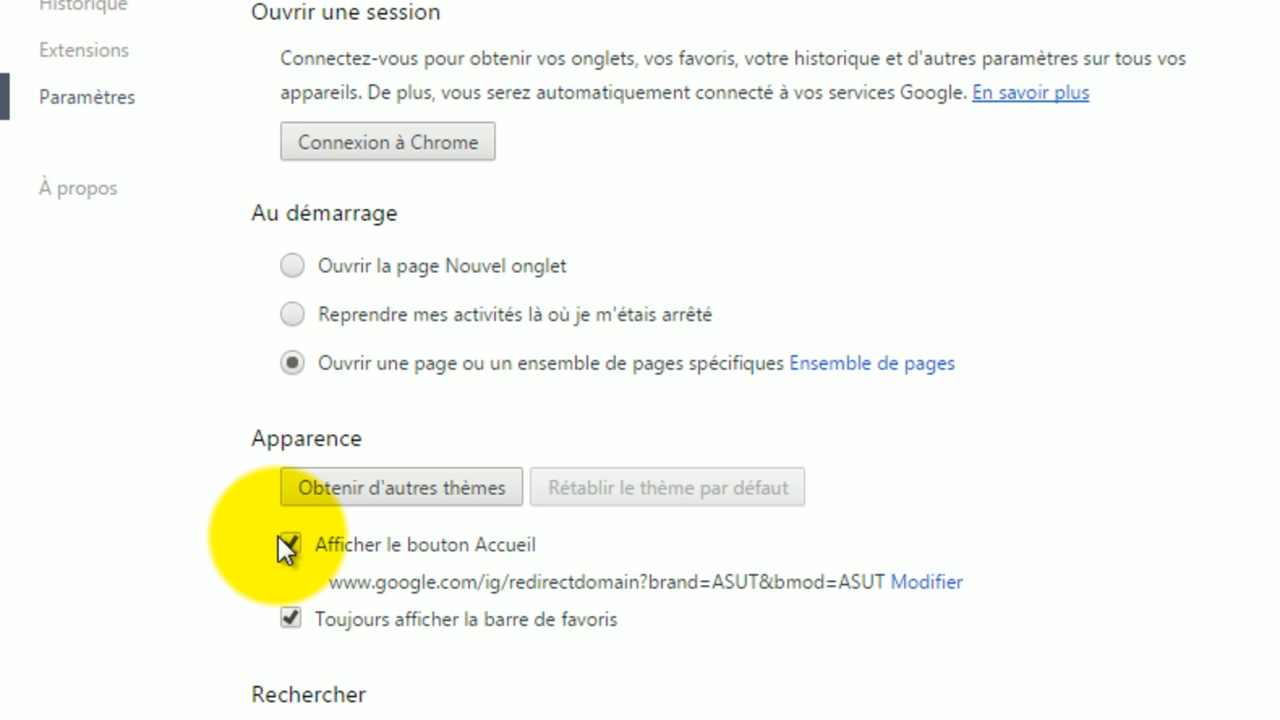 Historique
Extensions
Paramètres
À propos
Ouvrir une session
Connectez-vous pour obtenir vos onglets, vos favoris, votre historique et d'autres paramètres sur tous vos
appareils. De plus, vous serez automatiquement connecté à vos services Google. En savoir plus
Connexion à Chrome
Au démarrage
Ouvrir la page Nouvel onglet
Reprendre mes activités là où je m'étais arrêté
Ouvrir une page ou un ensemble de pages spécifiques Ensemble de pages
Apparence
Obtenir d'autres thèmes Rétablir le thème par défaut
Afficher le bouton Accueil
www.google.com/ig/redirectdomain?brand=ASUT&bmod=ASUT Modifier
Toujours afficher la barre de favoris
Rechercher